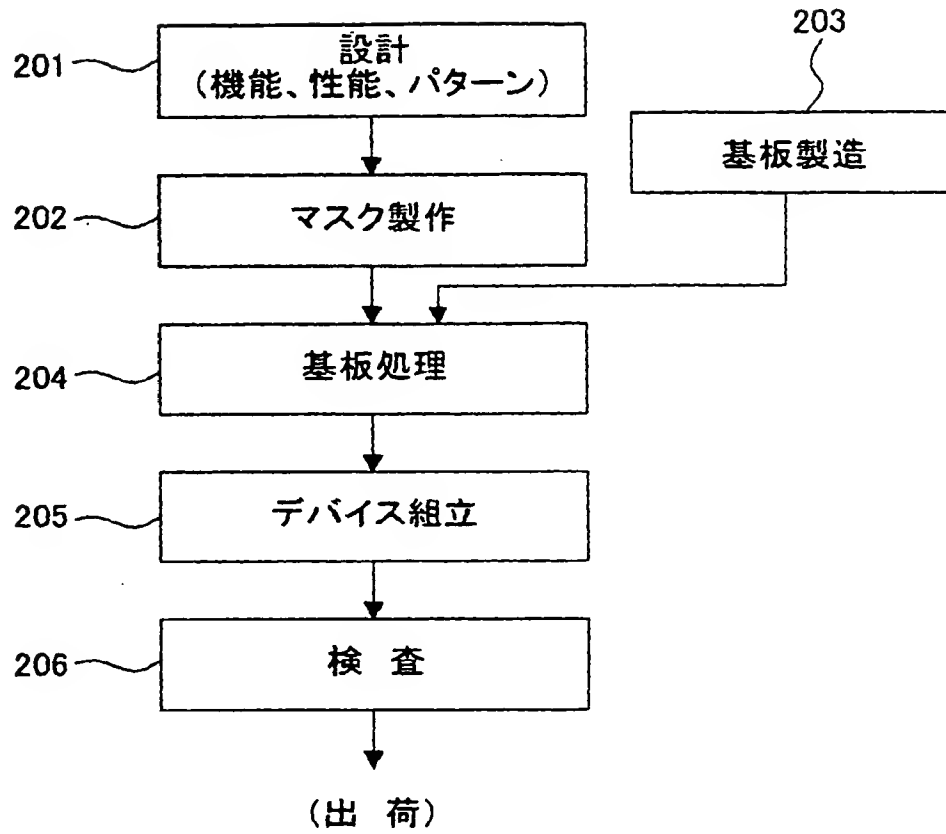 203
201
設計
(機能、性能、パターン)
基板製造
202
マスク製作
204
基板処理
205
デバイス組立
206
検 査
(出 荷)